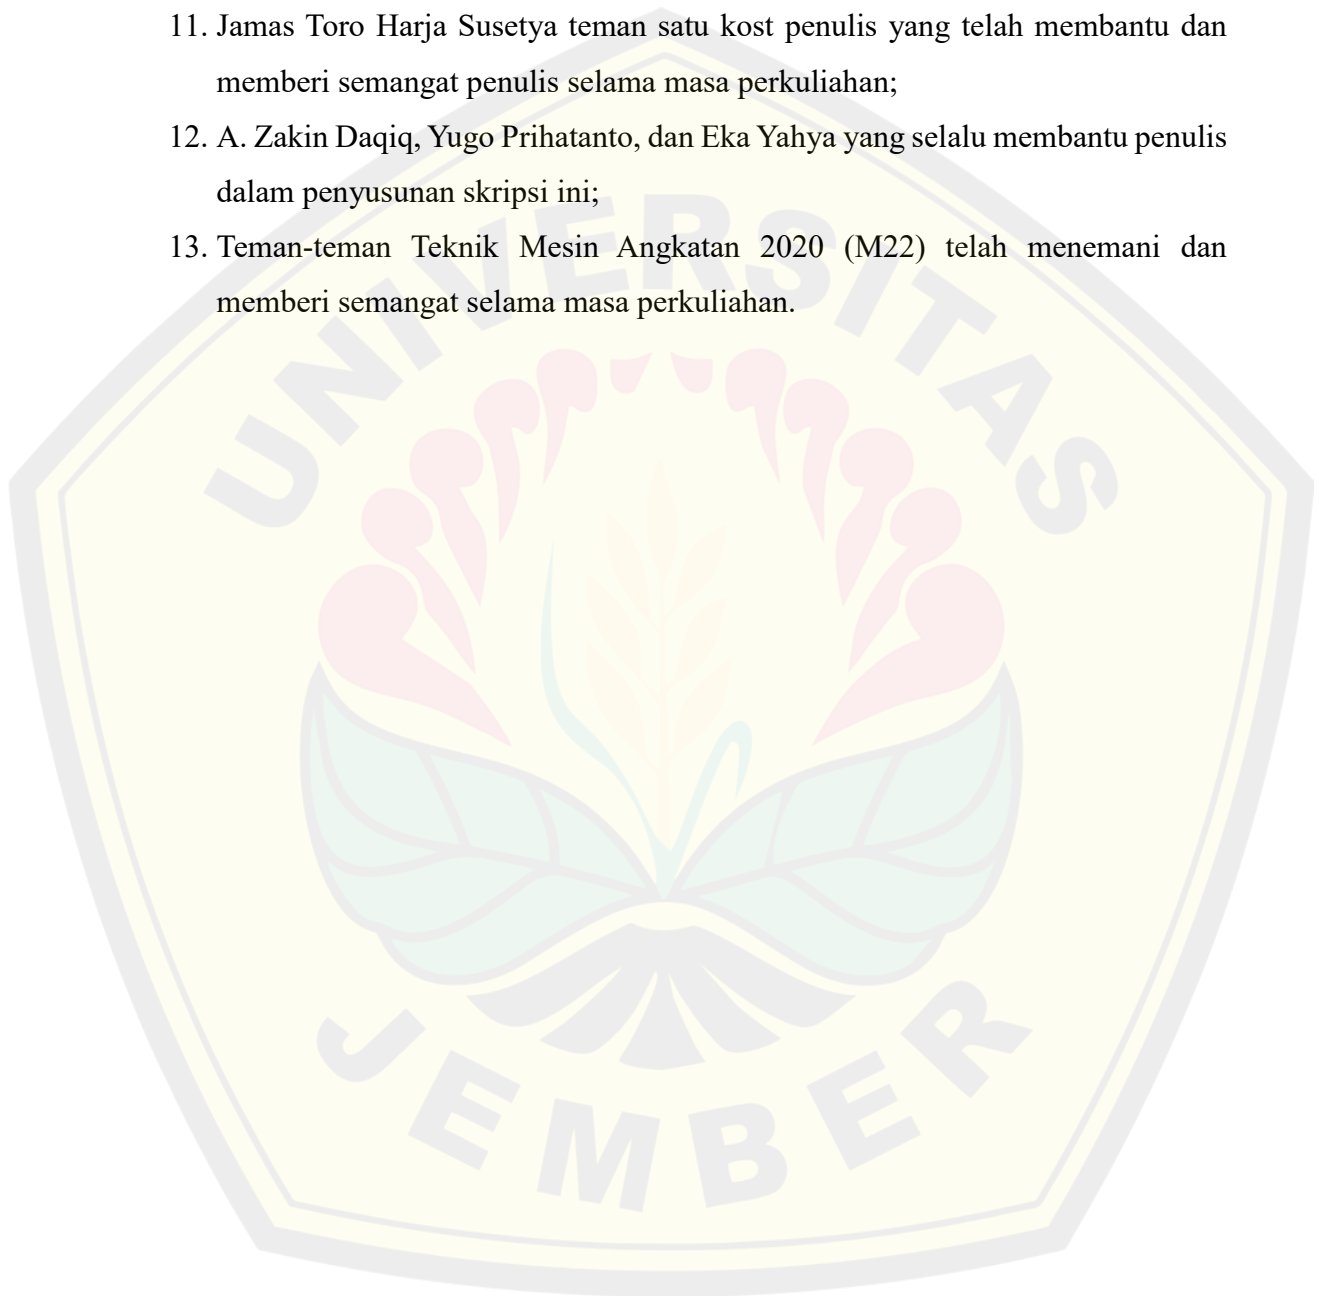 11. Jamas Toro Harja Susetya teman satu kost penulis yang telah membantu dan
memberi semangat penulis selama masa perkuliahan;
12. A. Zakin Daqiq, Yugo Prihatanto, dan Eka Yahya yang selalu membantu penulis
dalam penyusunan skripsi ini;
13. Teman-teman Teknik Mesin Angkatan 2020 (M22) telah menemani dan
memberi semangat selama masa perkuliahan.
UNIVERSITAS
JEMBER